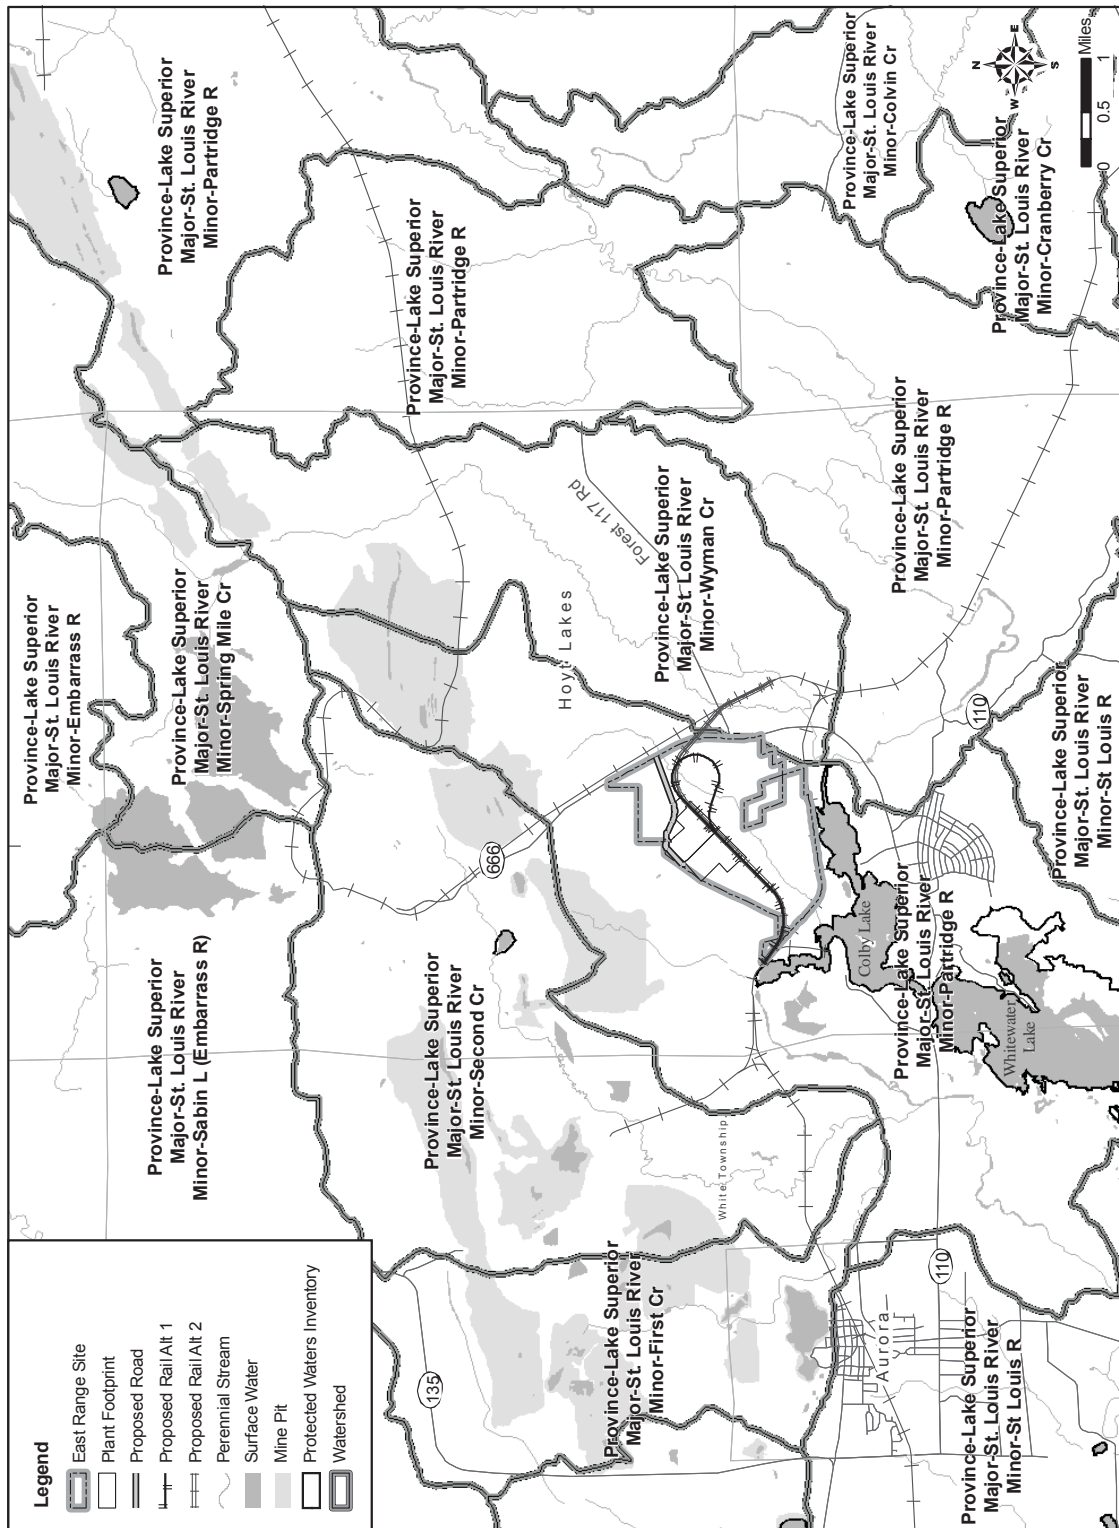 Legend
East Range Site
Plant Footprint
Proposed Road
Proposed Rail Alt 1
Proposed Rail Alt 2
Perennial Stream
Surface Water
Mine Pit
Protected Waters Inventory
Watershed
Province-Lake Superior
Major-St. Louis River
Minor-Sabin L (Embarrass R)
Province-Lake Superior
Major-St. Louis River
Minor-Embarrass R
Province-Lake Superior
Major-St. Louis River
Minor-Spring Mile Cr
Province-Lake Superior
Major-St. Louis River
Minor-Partridge R
135
Province-Lake Superior
Major-St. Louis River
Minor-Second Cr
666
Province-Lake Superior
Major-St. Louis River
Minor-Partridge R
Hoyt Lakes
Forest 117 Rd
Province-Lake Superior
Major-St. Louis River
Minor-First Cr
White Township
Province-Lake Superior
Major-St. Louis River
Minor-Wyman Cr
Province-Lake Superior
Major-St. Louis River
Minor-Colvin Cr
Aurora
Colby Lake
Province-Lake Superior
Major-St. Louis River
Minor-Partridge R
Province-Lake Superior
Major-St. Louis River
Minor-Partridge R
110
110
Province-Lake Superior
Major-St. Louis River
Minor-St Louis R
Whitewater
Lake
Province-Lake Superior
Major-St. Louis River
Minor-St Louis R
Province-Lake Superior
Major-St. Louis River
Minor-Cranberry Cr
N
W E
S
0 0.5 1
Miles